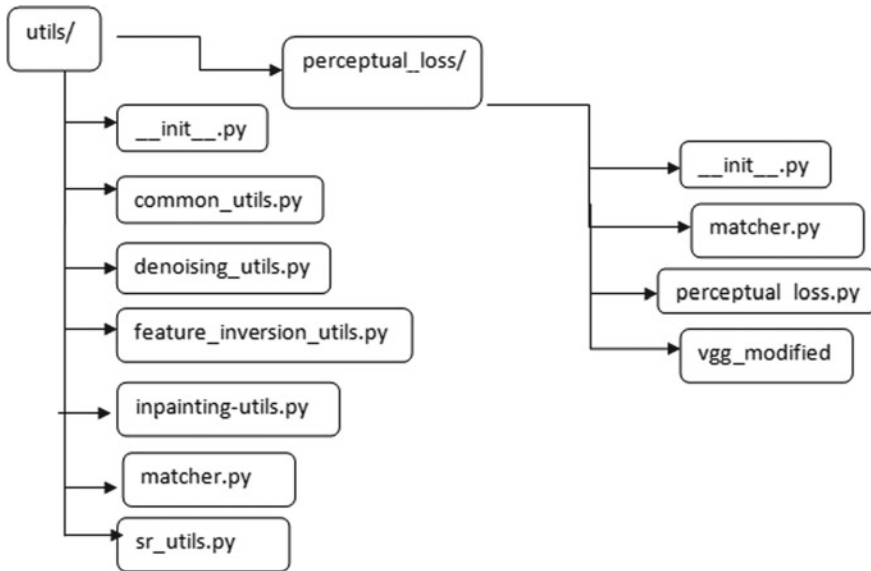 utils/
perceptual_loss/
__init__.py
common_utils.py
denoising_utils.py
feature_inversion_utils.py
inpainting-utils.py
matcher.py
sr_utils.py
__init__.py
matcher.py
perceptual loss.py
vgg_modified